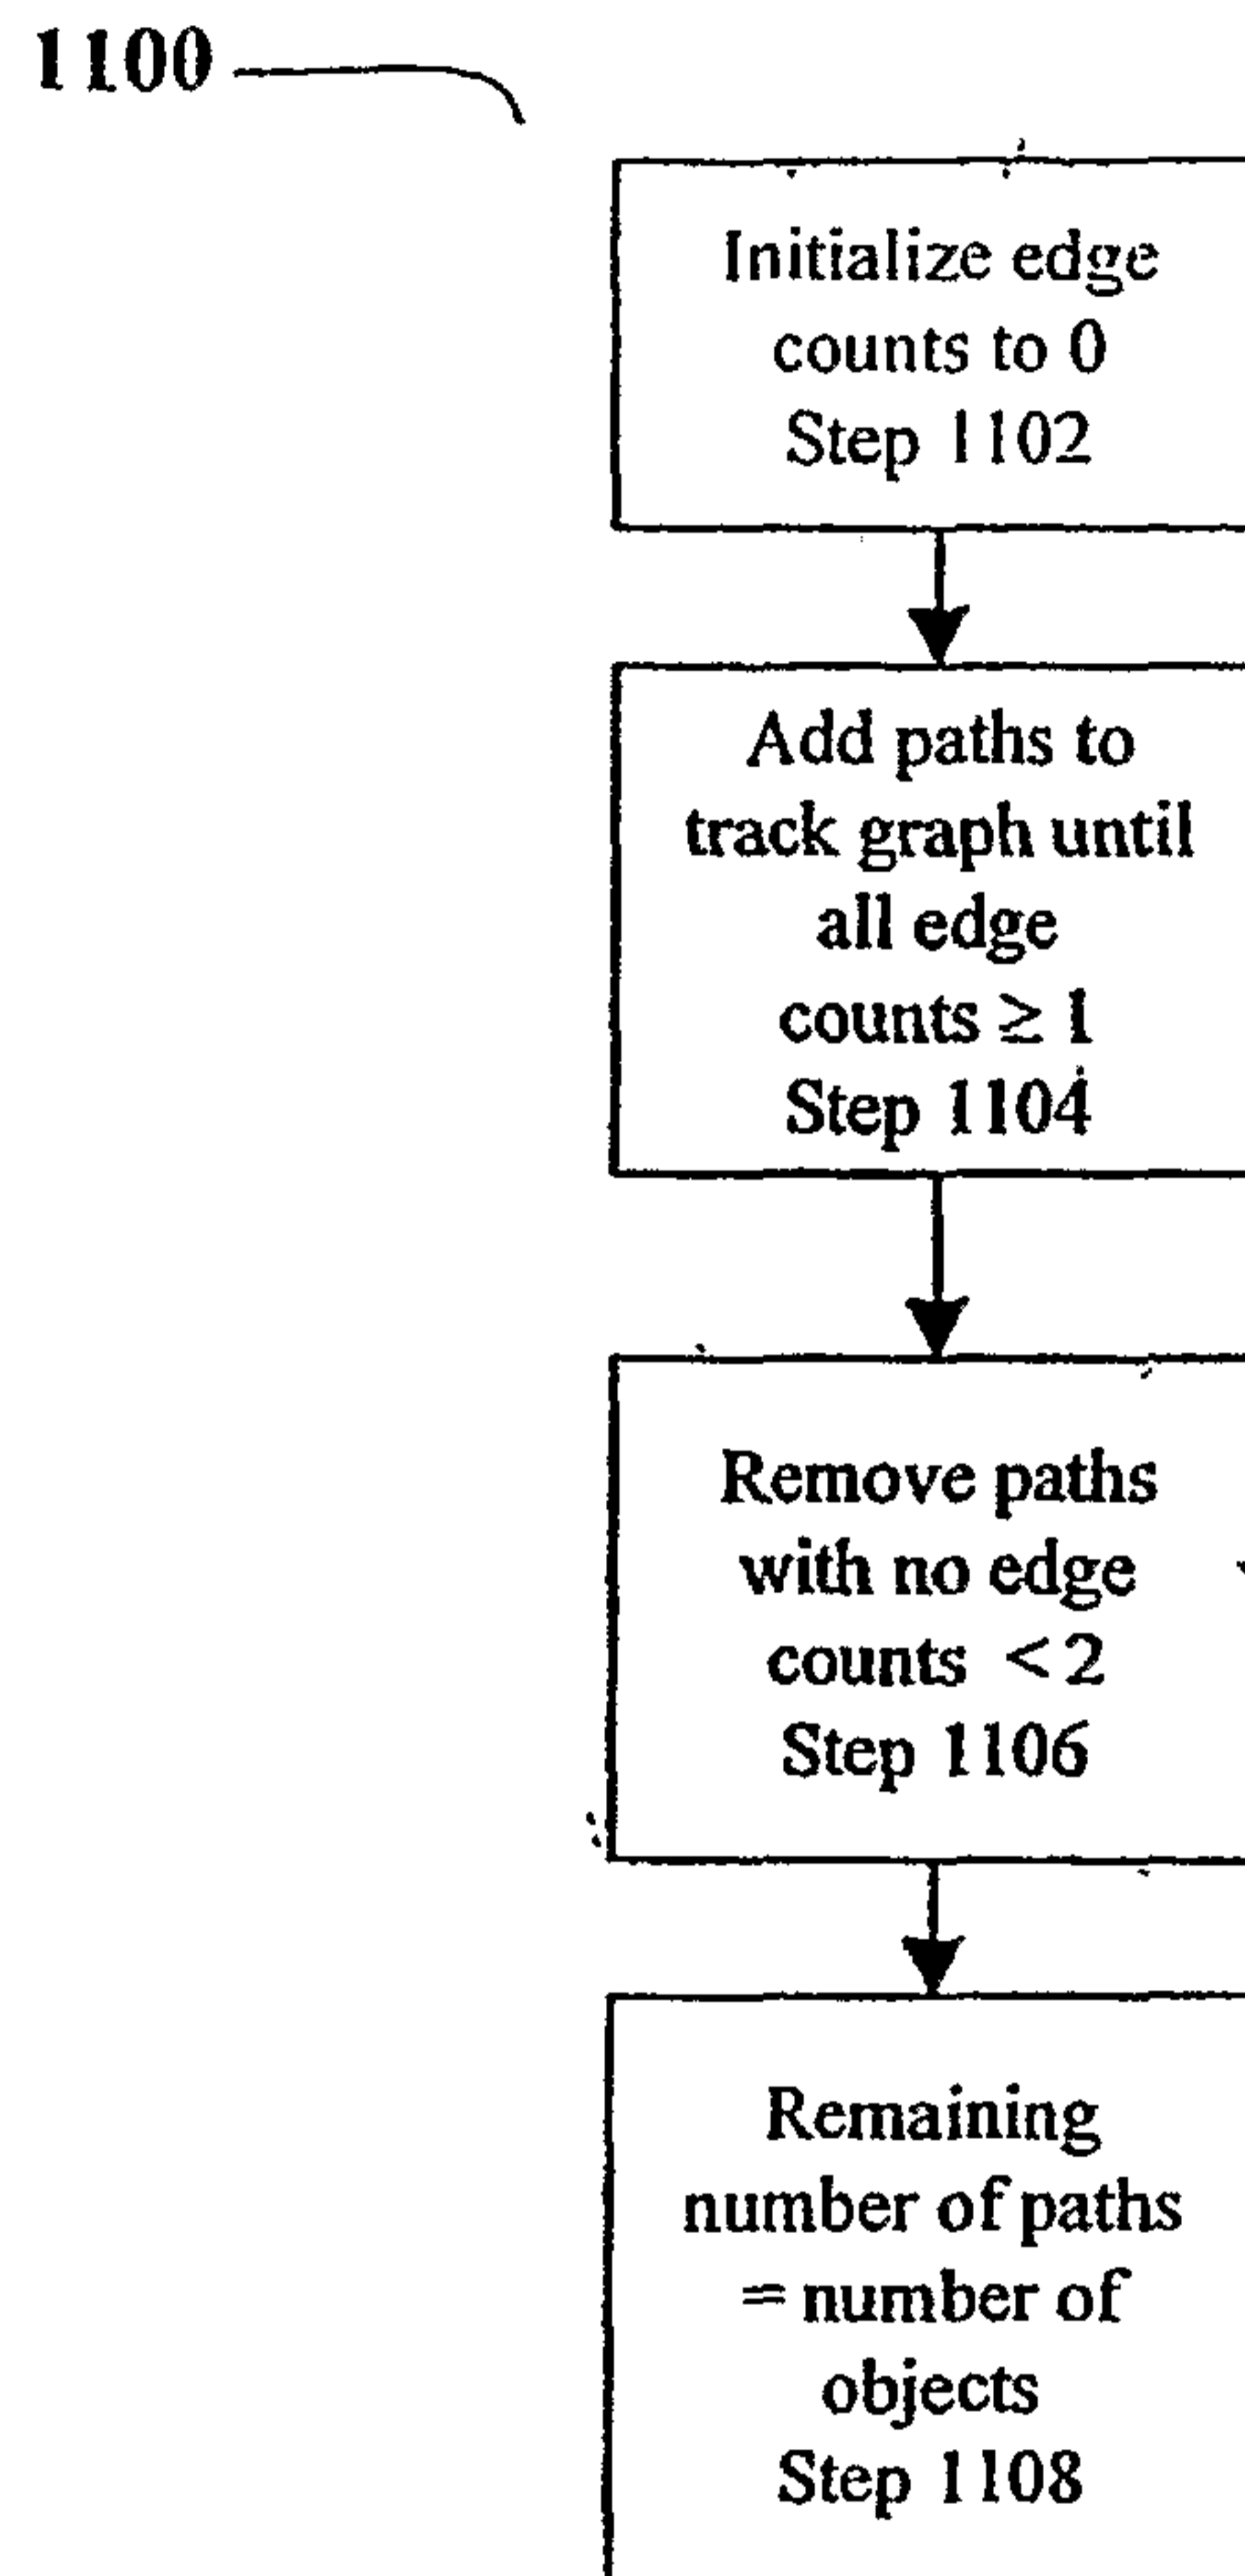 1100
Initialize edge
counts to 0
Step 1102
Add paths to
track graph until
all edge
counts ≥ 1
Step 1104
Remove paths
with no edge
counts < 2
Step 1106
Remaining
number of paths
= number of
objects
Step 1108